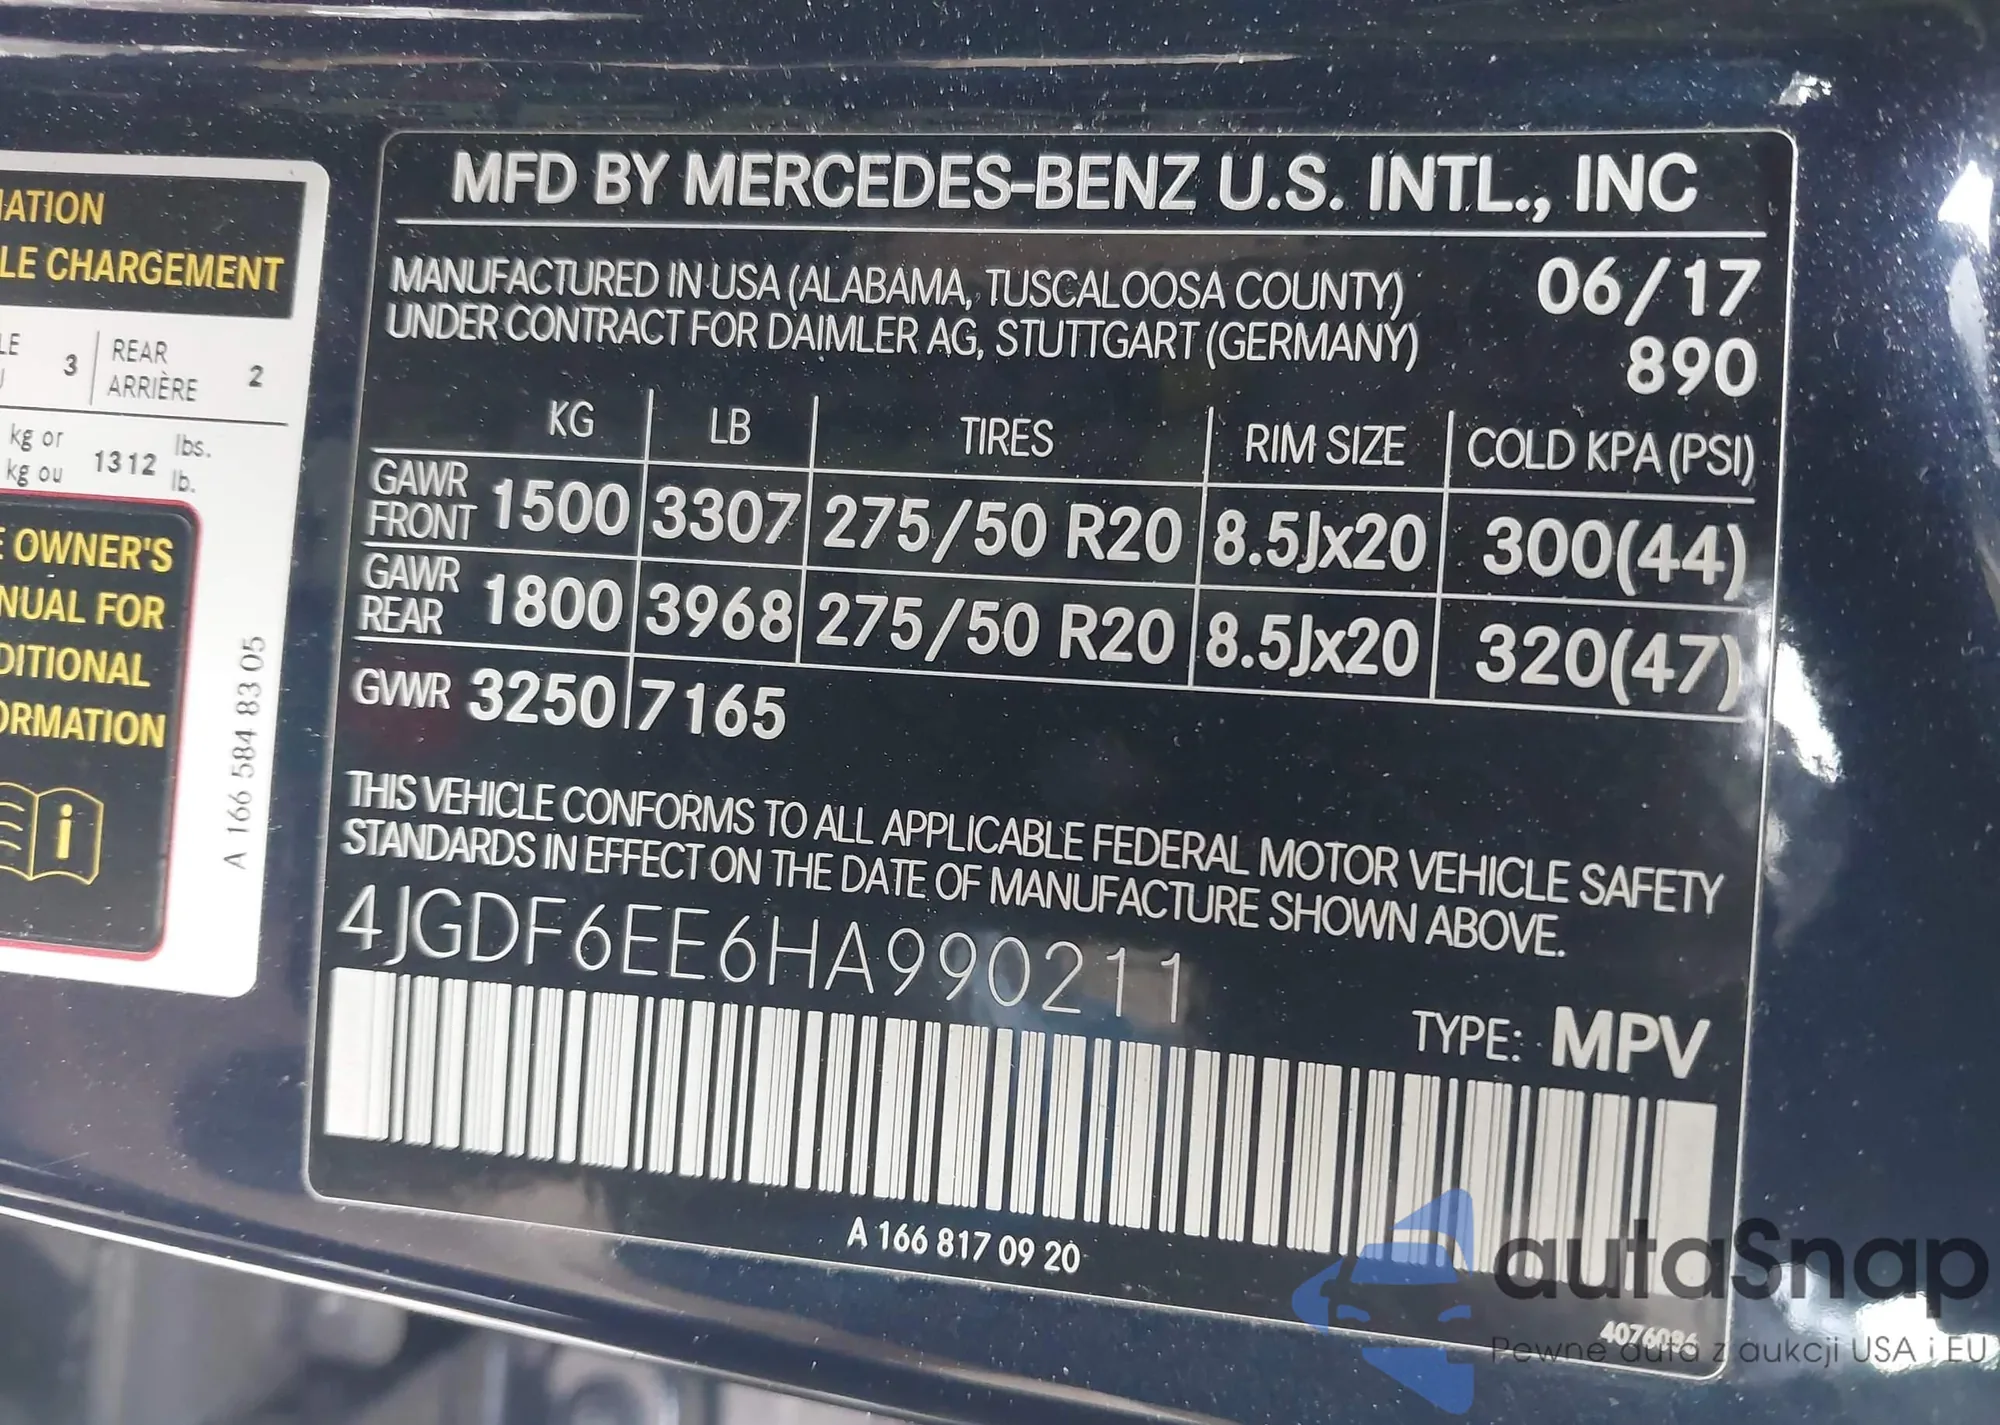 MATION
LE CHARGEMENT
LE 3 REAR 2
ARRIÈRE
kg or 1312 lbs.
kg ou lb.
OWNER'S
NUAL FOR
DITIONAL
ORMATION
i
A 166 584 83 05
MFD BY MERCEDES-BENZ U.S. INTL., INC
MANUFACTURED IN USA (ALABAMA, TUSCALOOSA COUNTY) 06/17
UNDER CONTRACT FOR DAIMLER AG, STUTTGART (GERMANY) 890
KG LB TIRES RIM SIZE COLD KPA (PSI)
GAWR FRONT 1500 3307 275/50 R20 8.5Jx20 300(44)
GAWR REAR 1800 3968 275/50 R20 8.5Jx20 320(47)
GVWR 3250 7165
THIS VEHICLE CONFORMS TO ALL APPLICABLE FEDERAL MOTOR VEHICLE SAFETY
STANDARDS IN EFFECT ON THE DATE OF MANUFACTURE SHOWN ABOVE.
4JGDF6EE6HA990211
TYPE: MPV
A 166 817 09 20
autaSnap
Pewne auta z aukcji USA i EU